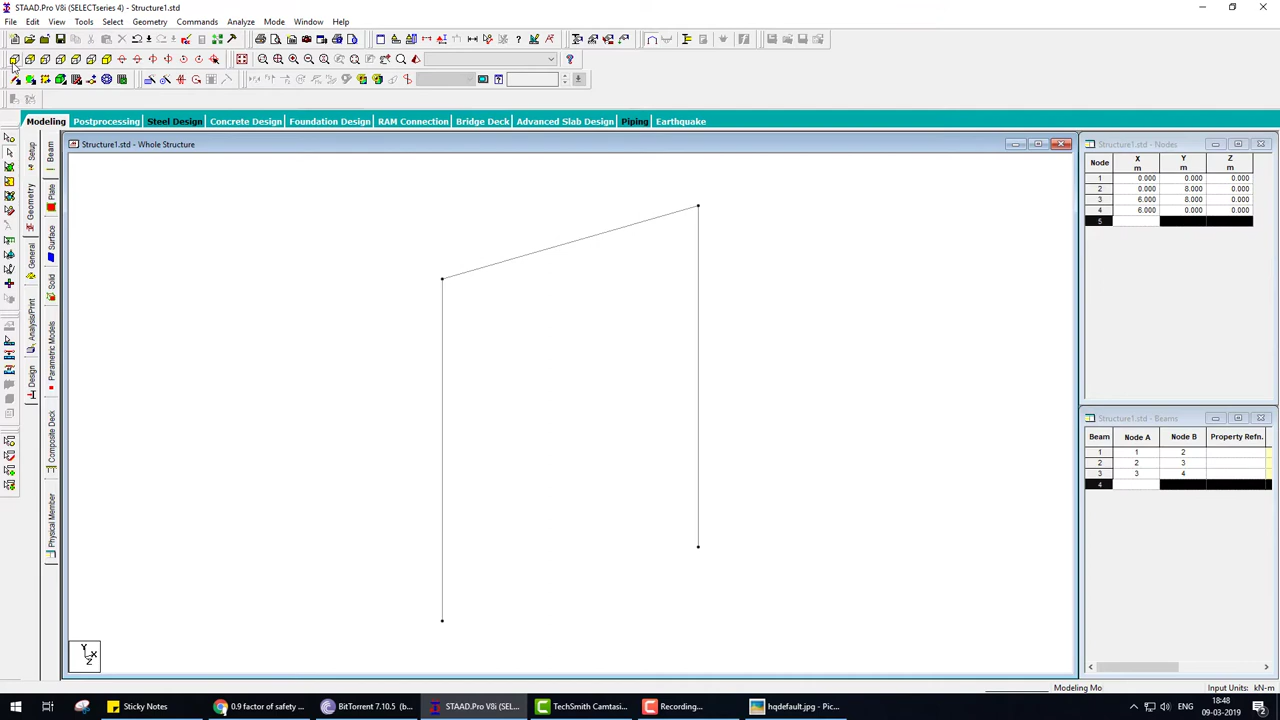 STAAD.Pro V8i (SELECTseries 4) - Structure1.std
File Edit View Tools Select Geometry Commands Analyze Mode Window Help
Modeling Postprocessing Steel Design Concrete Design Foundation Design RAM Connection Bridge Deck Advanced Slab Design Piping Earthquake
Setup
Geometry
General
Analysis/Print
Design
Beam
Plate
Surface
Solid
Parametric Models
Composite Deck
Physical Member
Structure1.std - Whole Structure
Y
X
Z
Structure1.std - Nodes
Node X m Y m Z m
1 0.000 0.000 0.000
2 0.000 8.000 0.000
3 6.000 8.000 0.000
4 6.000 0.000 0.000
5
Structure1.std - Beams
Beam Node A Node B Property Refn.
1 1 2
2 2 3
3 3 4
4
Modeling Mo Input Units: kN-m
Sticky Notes 0.9 factor of safety ... BitTorrent 7.10.5 (b... STAAD.Pro V8i (SEL... TechSmith Camtasi... Recording... hqdefault.jpg - Pic...
ENG
18:48
09-03-2019
2